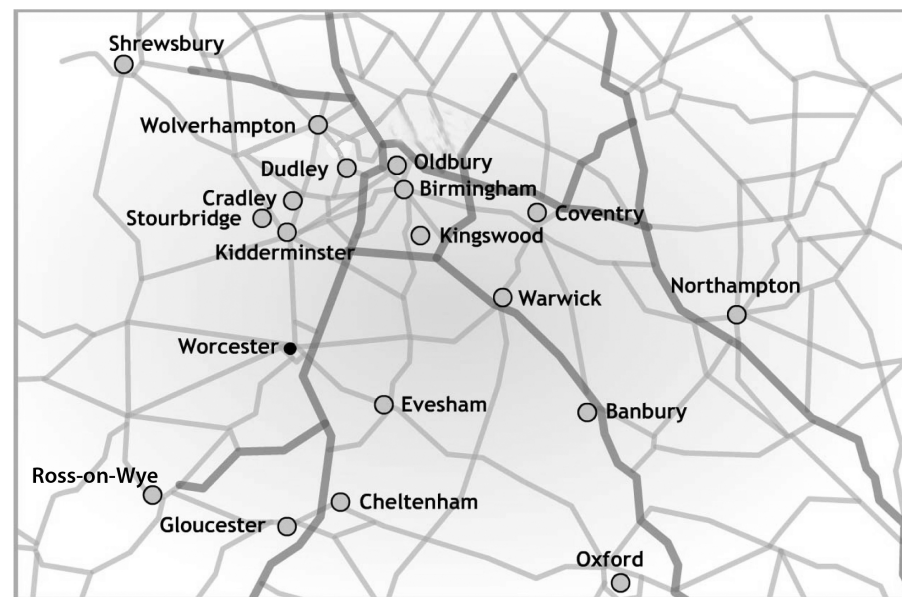 Shrewsbury
Wolverhampton
Dudley
Oldbury
Birmingham
Cradley
Stourbridge
Coventry
Kidderminster
Kingswood
Northampton
Warwick
Worcester
Evesham
Banbury
Ross-on-Wye
Cheltenham
Gloucester
Oxford